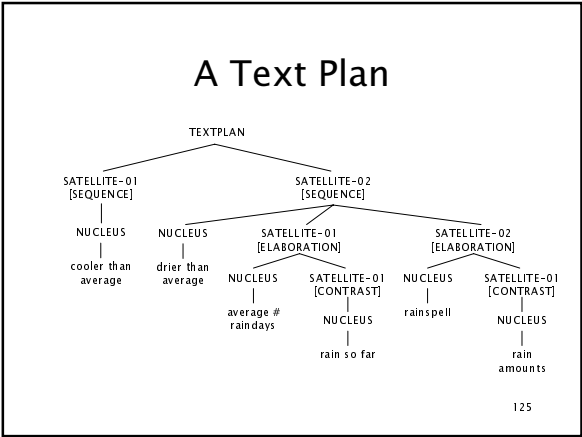 A Text Plan
TEXTPLAN
SATELLITE-01
[SEQUENCE]
SATELLITE-02
[SEQUENCE]
NUCLEUS
cooler than
average
NUCLEUS
drier than
average
SATELLITE-01
[ELABORATION]
SATELLITE-02
[ELABORATION]
NUCLEUS
average #
raindays
SATELLITE-01
[CONTRAST]
NUCLEUS
rain so far
NUCLEUS
rainspell
SATELLITE-01
[CONTRAST]
NUCLEUS
rain
amounts
125